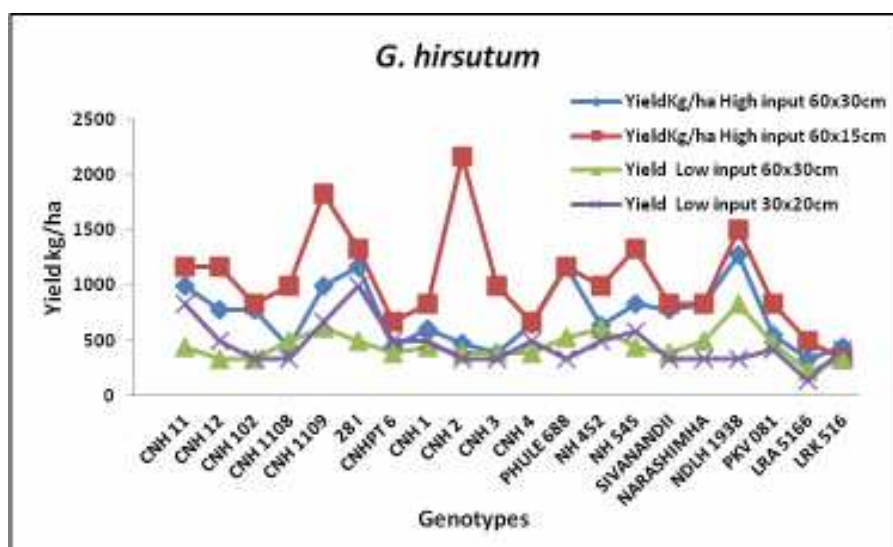 G. hirsutum
YieldKg/ha High input 60x30cm
YieldKg/ha High input 60x15cm
Yield Low input 60x30cm
Yield Low input 30x20cm
Yield kg/ha
2500
2000
1500
1000
500
0
CNH 11
CNH 12
CNH 102
CNH 1108
CNH 1109
28 I
CNHPT 6
CNH 1
CNH 2
CNH 3
CNH 4
PHULE 688
NH 452
NH 545
SIVANANDII
NARASHIMHA
NDLH 1938
PKV 081
LRA 5166
LRK 516
Genotypes